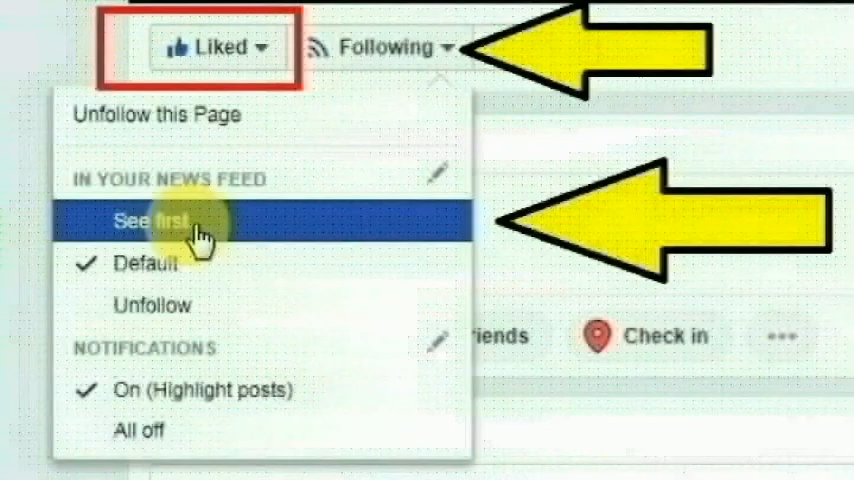 Liked Following
Unfollow this Page
IN YOUR NEWS FEED
See first
Default
Unfollow
NOTIFICATIONS
riends Check in
On (Highlight posts)
All off